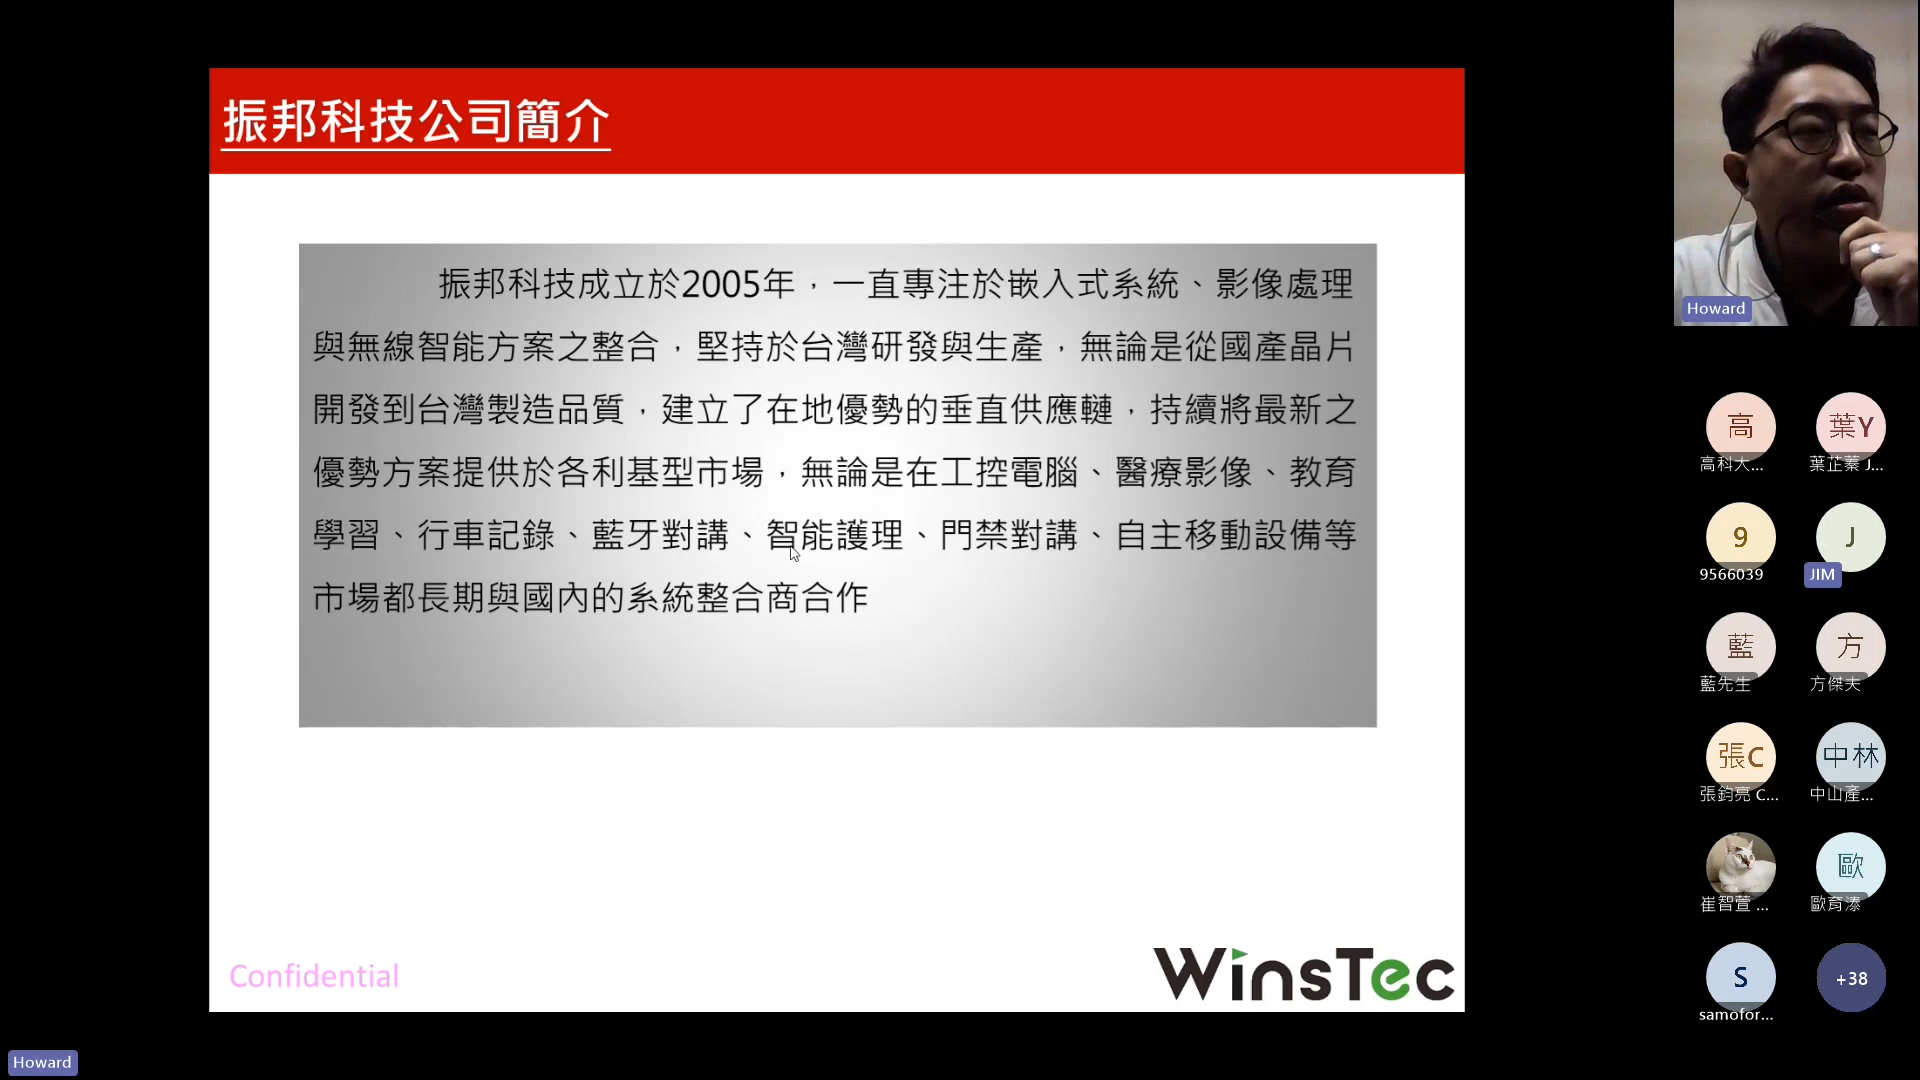 振邦科技公司簡介
振邦科技成立於2005年，一直專注於嵌入式系統、影像處理
與無線智能方案之整合，堅持於台灣研發與生產，無論是從國產晶片
開發到台灣製造品質，建立了在地優勢的垂直供應鏈，持續將最新之
優勢方案提供於各利基型市場，無論是在工控電腦、醫療影像、教育
學習、行車記錄、藍牙對講、智能護理、門禁對講、自主移動設備等
市場都長期與國內的系統整合商合作
Confidential
WinsTec
Howard
高
葉Y
高科大...
葉芷蓁 J...
9
J
9566039
JIM
藍
方
藍先生
方傑夫
張C
中林
張鈞亮 C...
中山產...
歐
崔智萱 ...
歐育溙
S
+38
samofor...
Howard